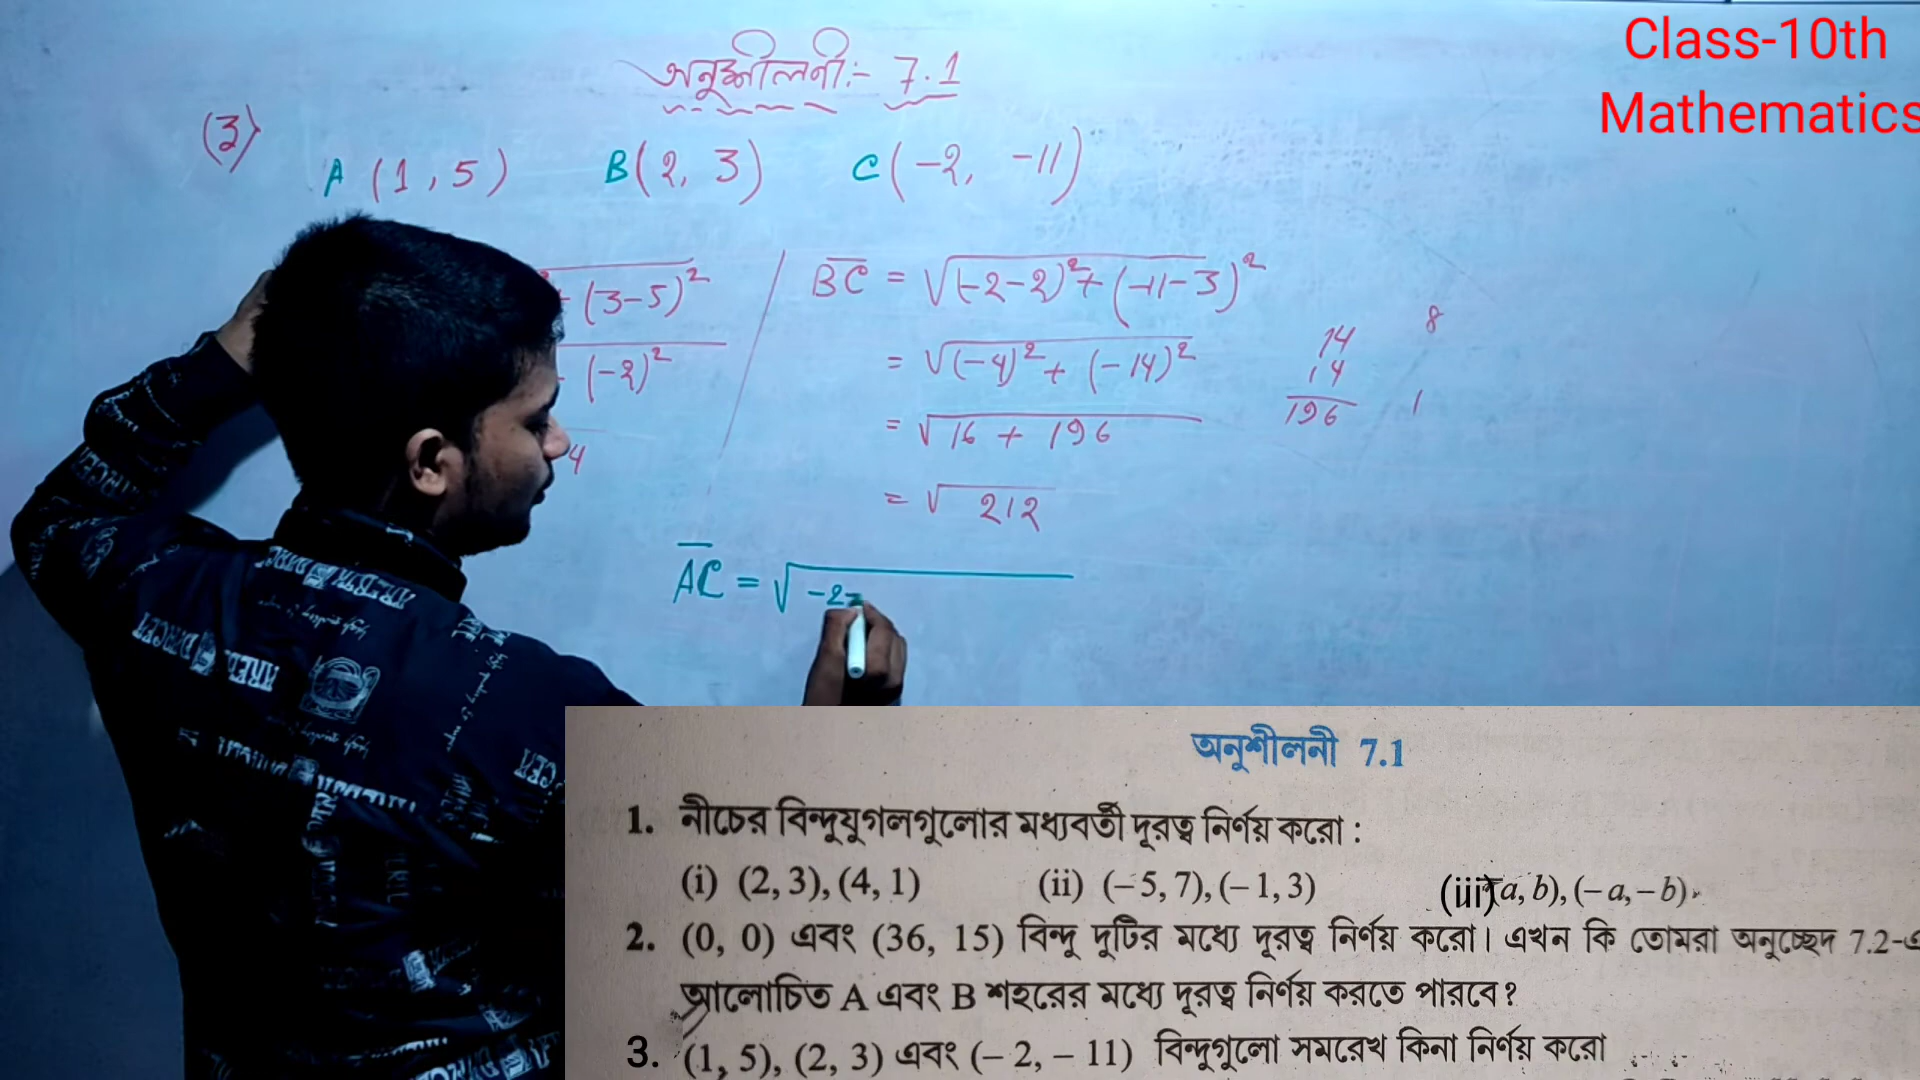 Class-10th
Mathematics
অনুশীলনী:- 7.1
(3)
A (1, 5) B(2, 3) C(-2, -11)
+ (3-5)²
(-2)²
4
BC = √(-2-2)² + (-11-3)²
= √(-4)² + (-14)²
= √16 + 196
= √212
14
14
196
8
1
AC = √-2-
অনুশীলনী 7.1
1. নীচের বিন্দুযুগলগুলোর মধ্যবর্তী দূরত্ব নির্ণয় করো :
(i) (2, 3), (4, 1) (ii) (– 5, 7), (– 1, 3) (iii) (a, b), (– a, – b)
2. (0, 0) এবং (36, 15) বিন্দু দুটির মধ্যে দূরত্ব নির্ণয় করো। এখন কি তোমরা অনুচ্ছেদ 7.2-এ
আলোচিত A এবং B শহরের মধ্যে দূরত্ব নির্ণয় করতে পারবে?
3. (1, 5), (2, 3) এবং (– 2, – 11) বিন্দুগুলো সমরেখ কিনা নির্ণয় করো